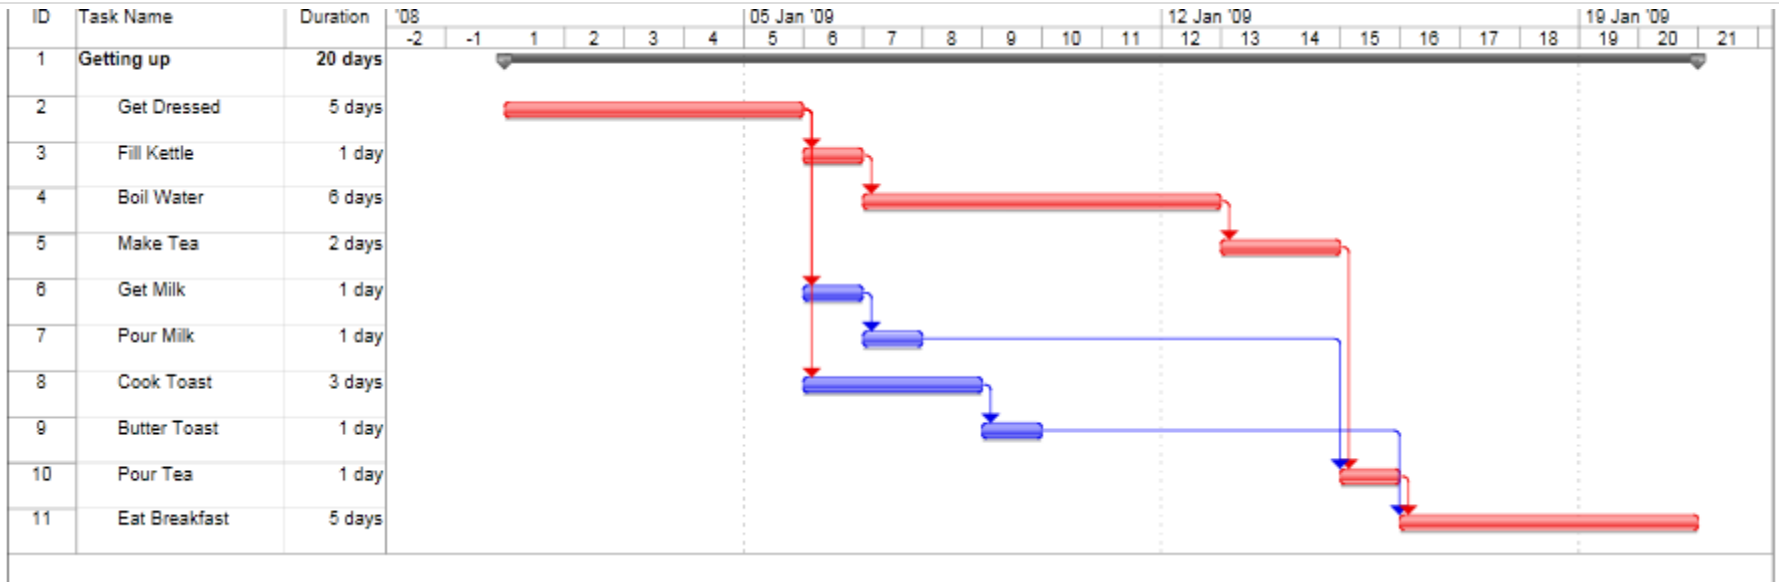 ID Task Name Duration '08 05 Jan '09 12 Jan '09 19 Jan '09
-2 -1 1 2 3 4 5 6 7 8 9 10 11 12 13 14 15 16 17 18 19 20 21
1 Getting up 20 days
2 Get Dressed 5 days
3 Fill Kettle 1 day
4 Boil Water 6 days
5 Make Tea 2 days
6 Get Milk 1 day
7 Pour Milk 1 day
8 Cook Toast 3 days
9 Butter Toast 1 day
10 Pour Tea 1 day
11 Eat Breakfast 5 days